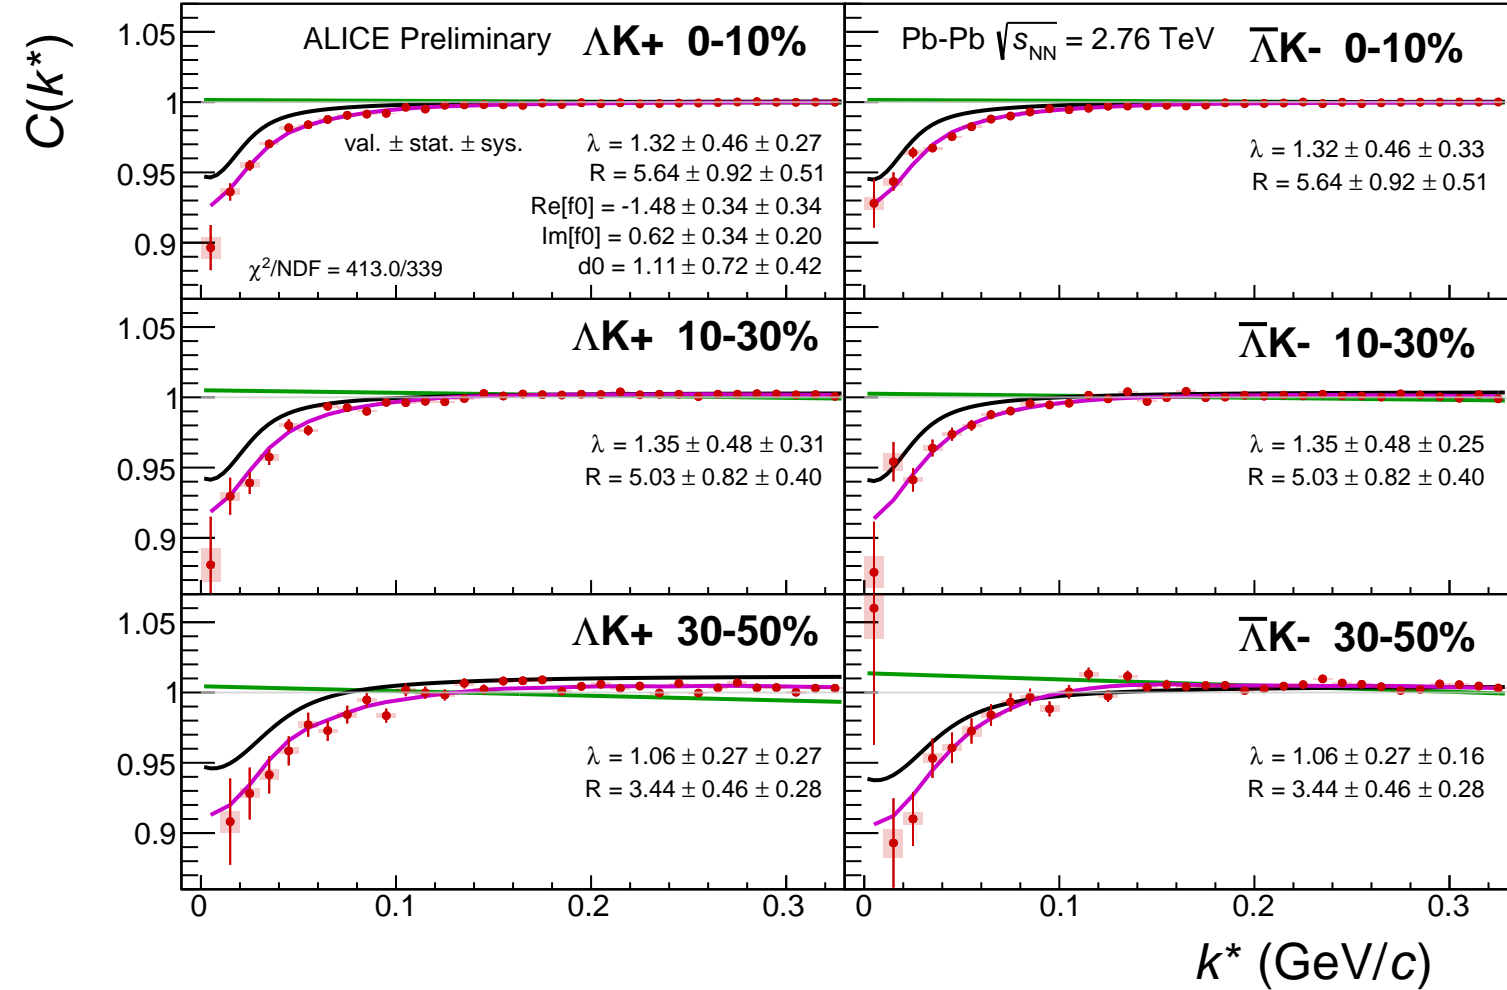 C(k*)
ALICE Preliminary ΛK+ 0-10%
val. ± stat. ± sys.
λ = 1.32 ± 0.46 ± 0.27
R = 5.64 ± 0.92 ± 0.51
Re[f0] = -1.48 ± 0.34 ± 0.34
Im[f0] = 0.62 ± 0.34 ± 0.20
d0 = 1.11 ± 0.72 ± 0.42
χ²/NDF = 413.0/339
1.05
1
0.95
0.9
Pb-Pb √sNN = 2.76 TeV Λ̅K- 0-10%
λ = 1.32 ± 0.46 ± 0.33
R = 5.64 ± 0.92 ± 0.51
ΛK+ 10-30%
λ = 1.35 ± 0.48 ± 0.31
R = 5.03 ± 0.82 ± 0.40
1.05
1
0.95
0.9
Λ̅K- 10-30%
λ = 1.35 ± 0.48 ± 0.25
R = 5.03 ± 0.82 ± 0.40
ΛK+ 30-50%
λ = 1.06 ± 0.27 ± 0.27
R = 3.44 ± 0.46 ± 0.28
1.05
1
0.95
0.9
Λ̅K- 30-50%
λ = 1.06 ± 0.27 ± 0.16
R = 3.44 ± 0.46 ± 0.28
0 0.1 0.2 0.3
0 0.1 0.2 0.3
k* (GeV/c)